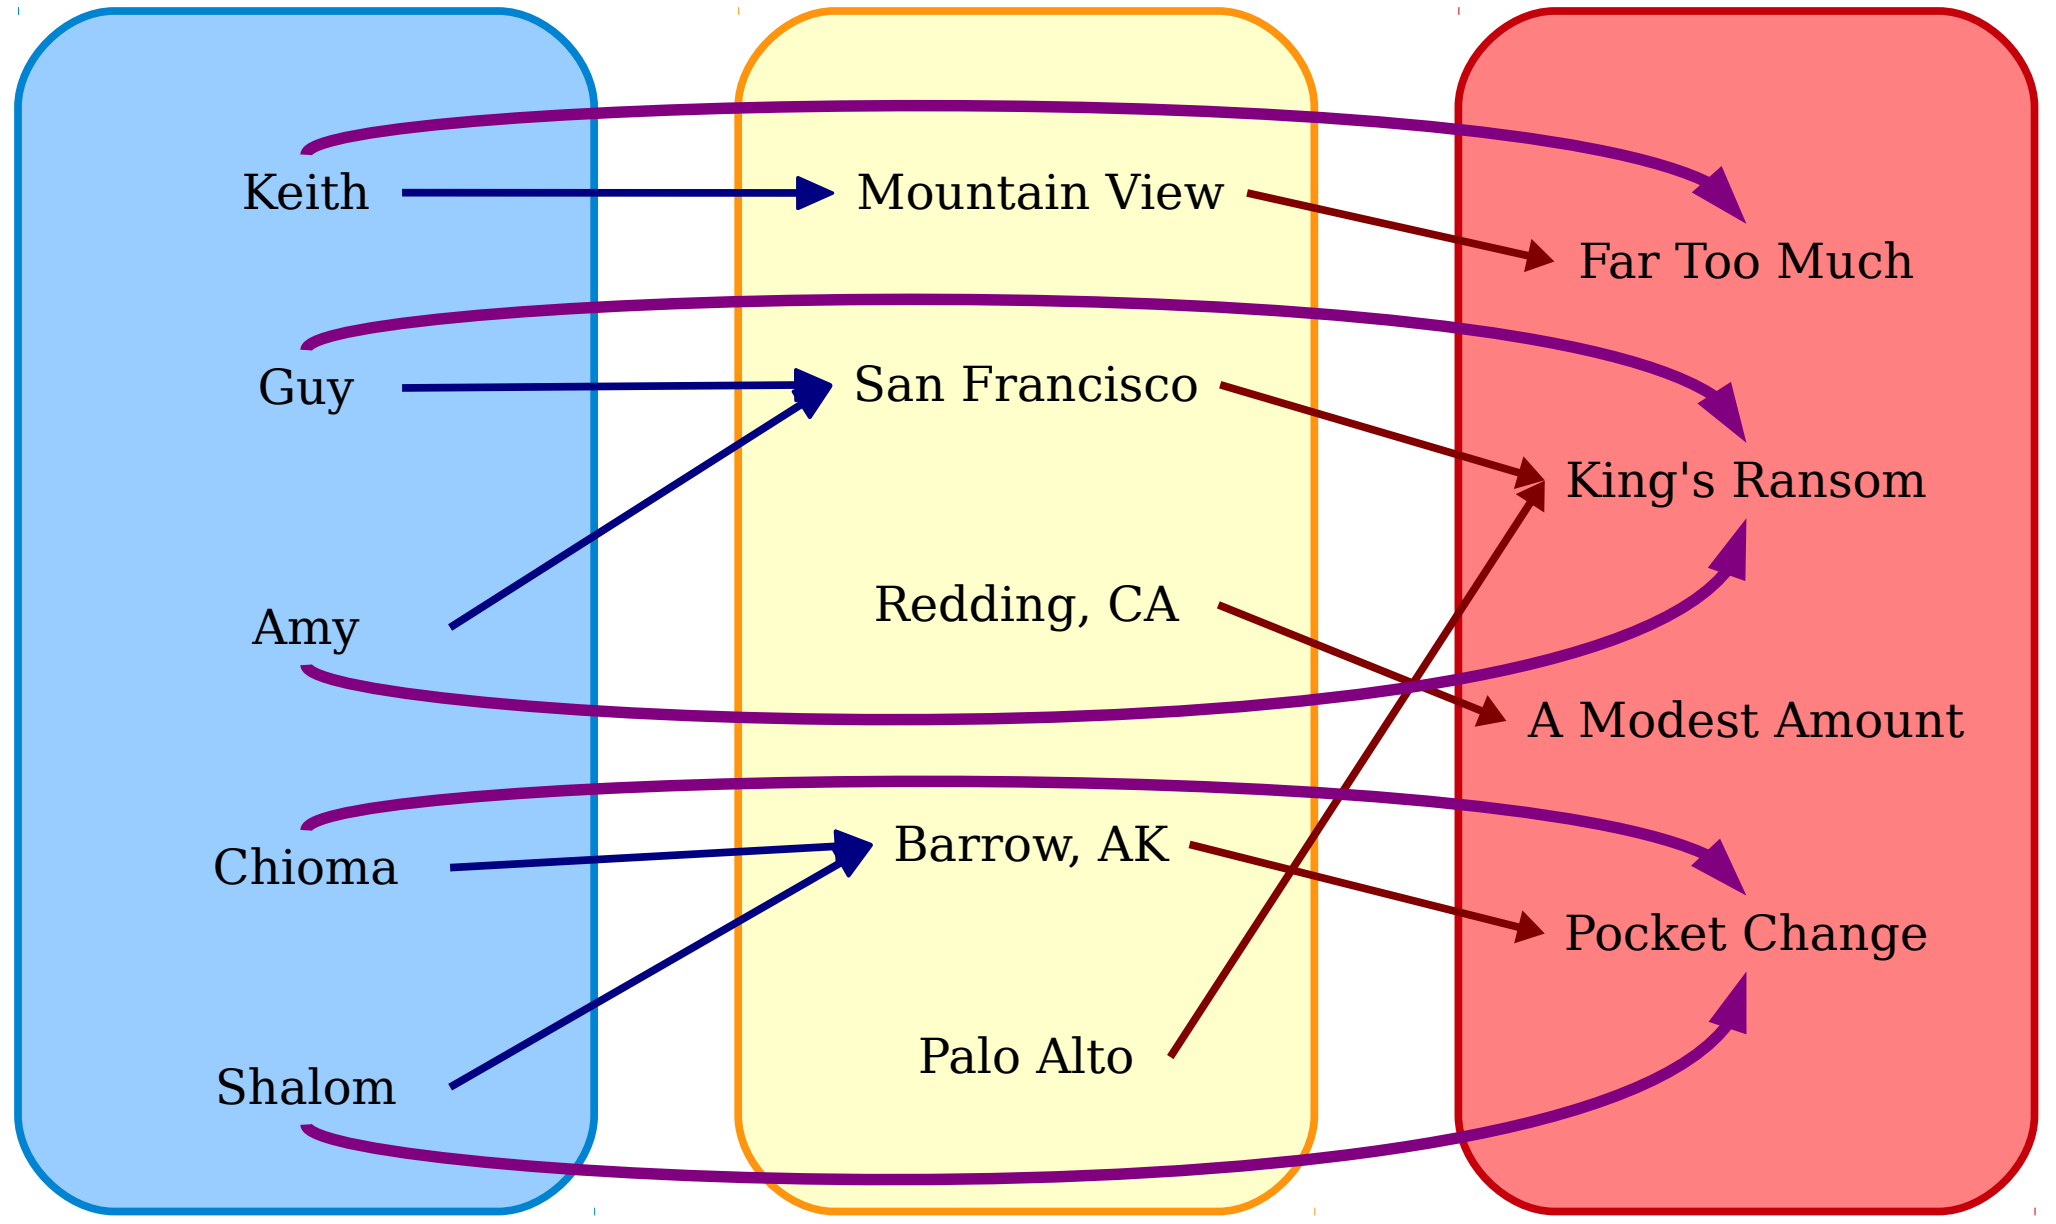 Keith
Guy
Amy
Chioma
Shalom
Mountain View
San Francisco
Redding, CA
Barrow, AK
Palo Alto
Far Too Much
King's Ransom
A Modest Amount
Pocket Change